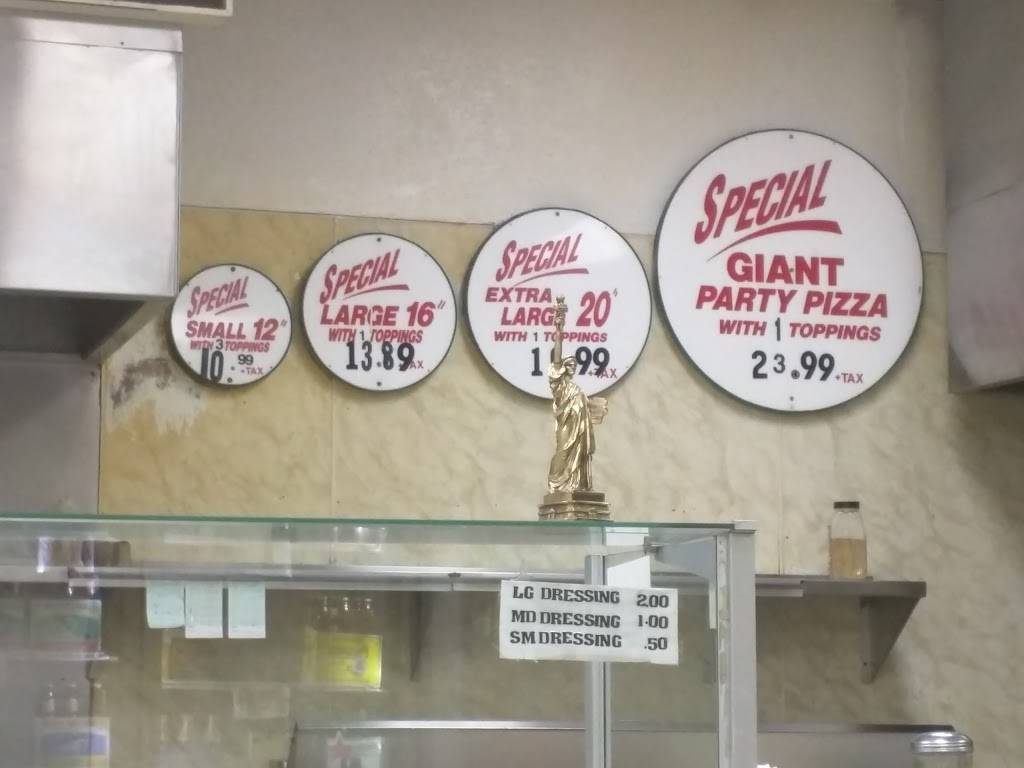 SPECIAL
SMALL 12"
WITH 3 TOPPINGS
10.99 +TAX
SPECIAL
LARGE 16"
WITH 1 TOPPINGS
13.89 +TAX
SPECIAL
EXTRA
LARGE 20"
WITH 1 TOPPINGS
99 +TAX
SPECIAL
GIANT
PARTY PIZZA
WITH 1 TOPPINGS
23.99 +TAX
LG DRESSING 2.00
MD DRESSING 1.00
SM DRESSING .50